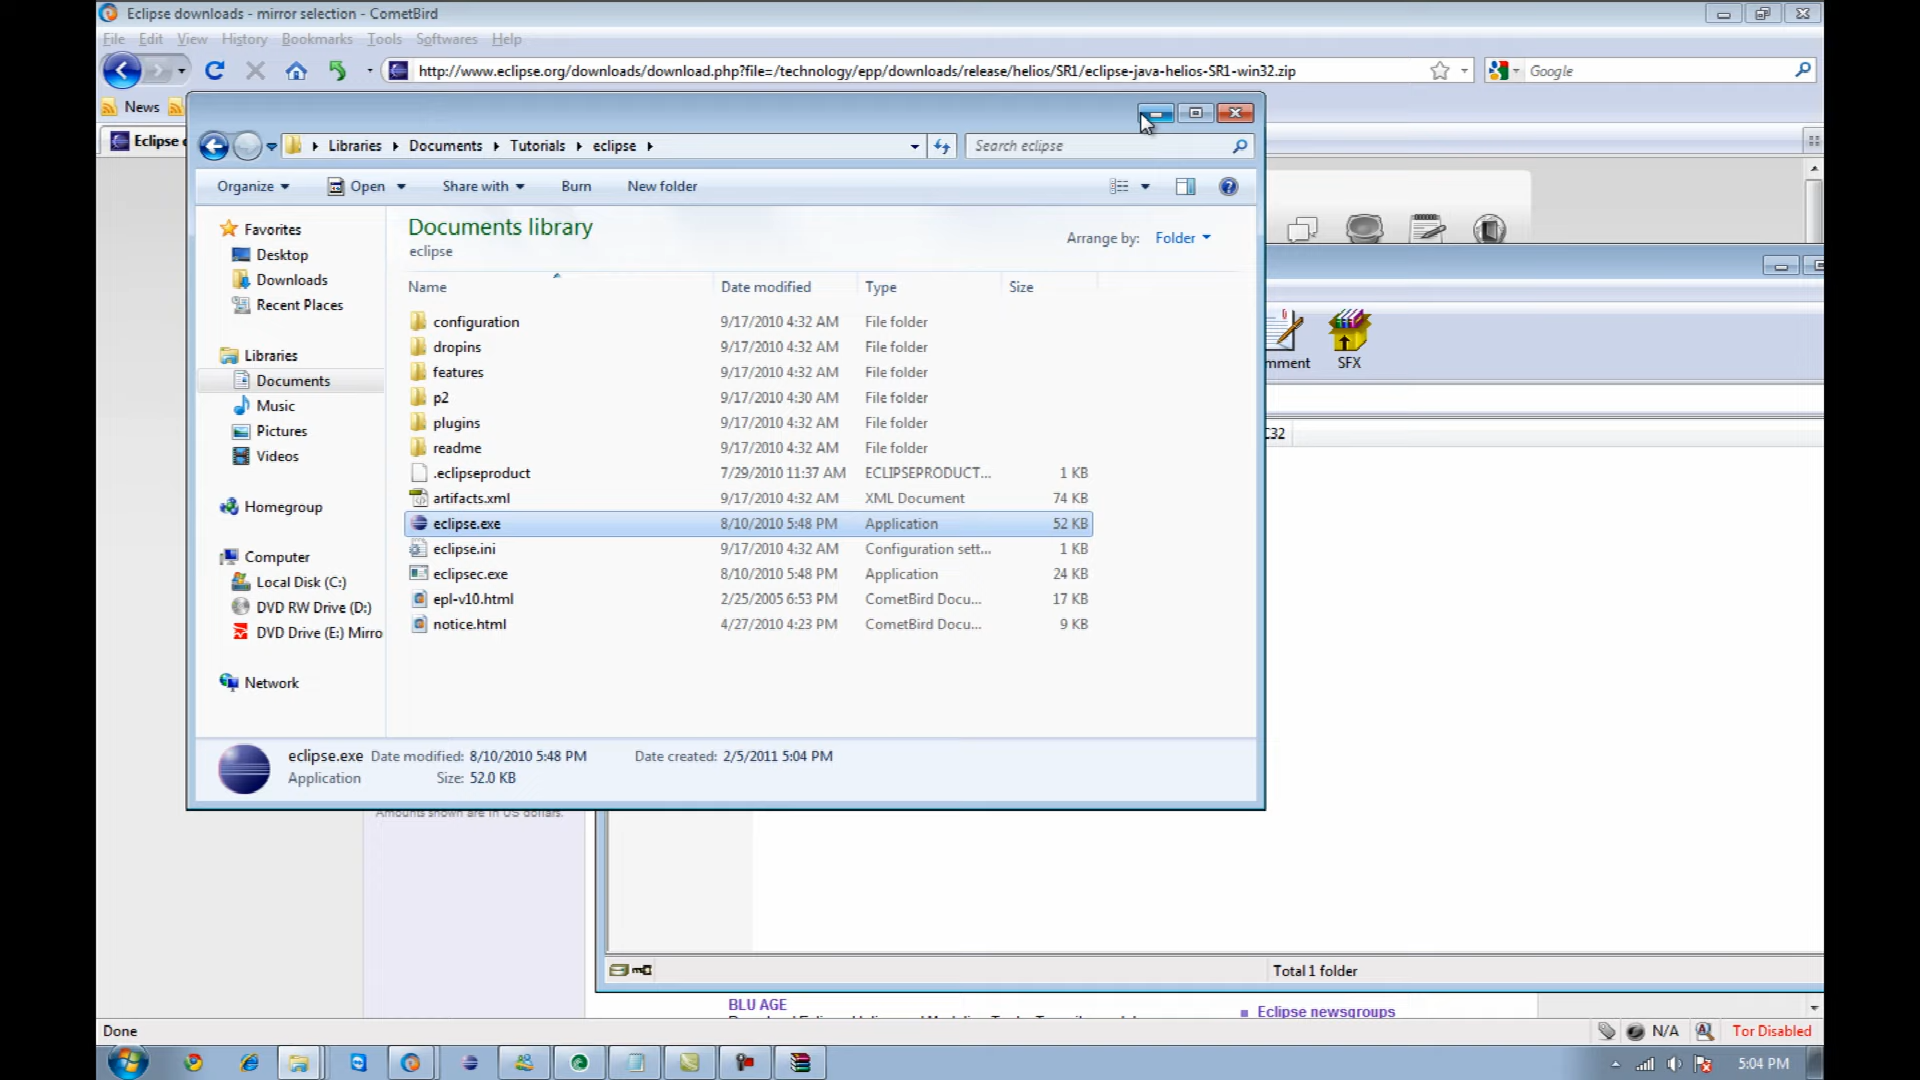 Eclipse downloads - mirror selection - CometBird
File Edit View History Bookmarks Tools Softwares Help
http://www.eclipse.org/downloads/download.php?file=/technology/epp/downloads/release/helios/SR1/eclipse-java-helios-SR1-win32.zip
Google
News
Eclipse
Libraries Documents Tutorials eclipse
Search eclipse
Organize Open Share with Burn New folder
Documents library
eclipse
Arrange by: Folder
Name Date modified Type Size
Favorites
Desktop
Downloads
Recent Places
Libraries
Documents
Music
Pictures
Videos
Homegroup
Computer
Local Disk (C:)
DVD RW Drive (D:)
DVD Drive (E:) Mirro
Network
configuration 9/17/2010 4:32 AM File folder
dropins 9/17/2010 4:32 AM File folder
features 9/17/2010 4:32 AM File folder
p2 9/17/2010 4:30 AM File folder
plugins 9/17/2010 4:32 AM File folder
readme 9/17/2010 4:32 AM File folder
.eclipseproduct 7/29/2010 11:37 AM ECLIPSEPRODUCT... 1 KB
artifacts.xml 9/17/2010 4:32 AM XML Document 74 KB
eclipse.exe 8/10/2010 5:48 PM Application 52 KB
eclipse.ini 9/17/2010 4:32 AM Configuration sett... 1 KB
eclipsec.exe 8/10/2010 5:48 PM Application 24 KB
epl-v10.html 2/25/2005 6:53 PM CometBird Docu... 17 KB
notice.html 4/27/2010 4:23 PM CometBird Docu... 9 KB
mment SFX
C32
eclipse.exe Date modified: 8/10/2010 5:48 PM Date created: 2/5/2011 5:04 PM
Application Size: 52.0 KB
Amounts shown are in US dollars.
Total 1 folder
BLU AGE
Eclipse newsgroups
Done
N/A
Tor Disabled
5:04 PM